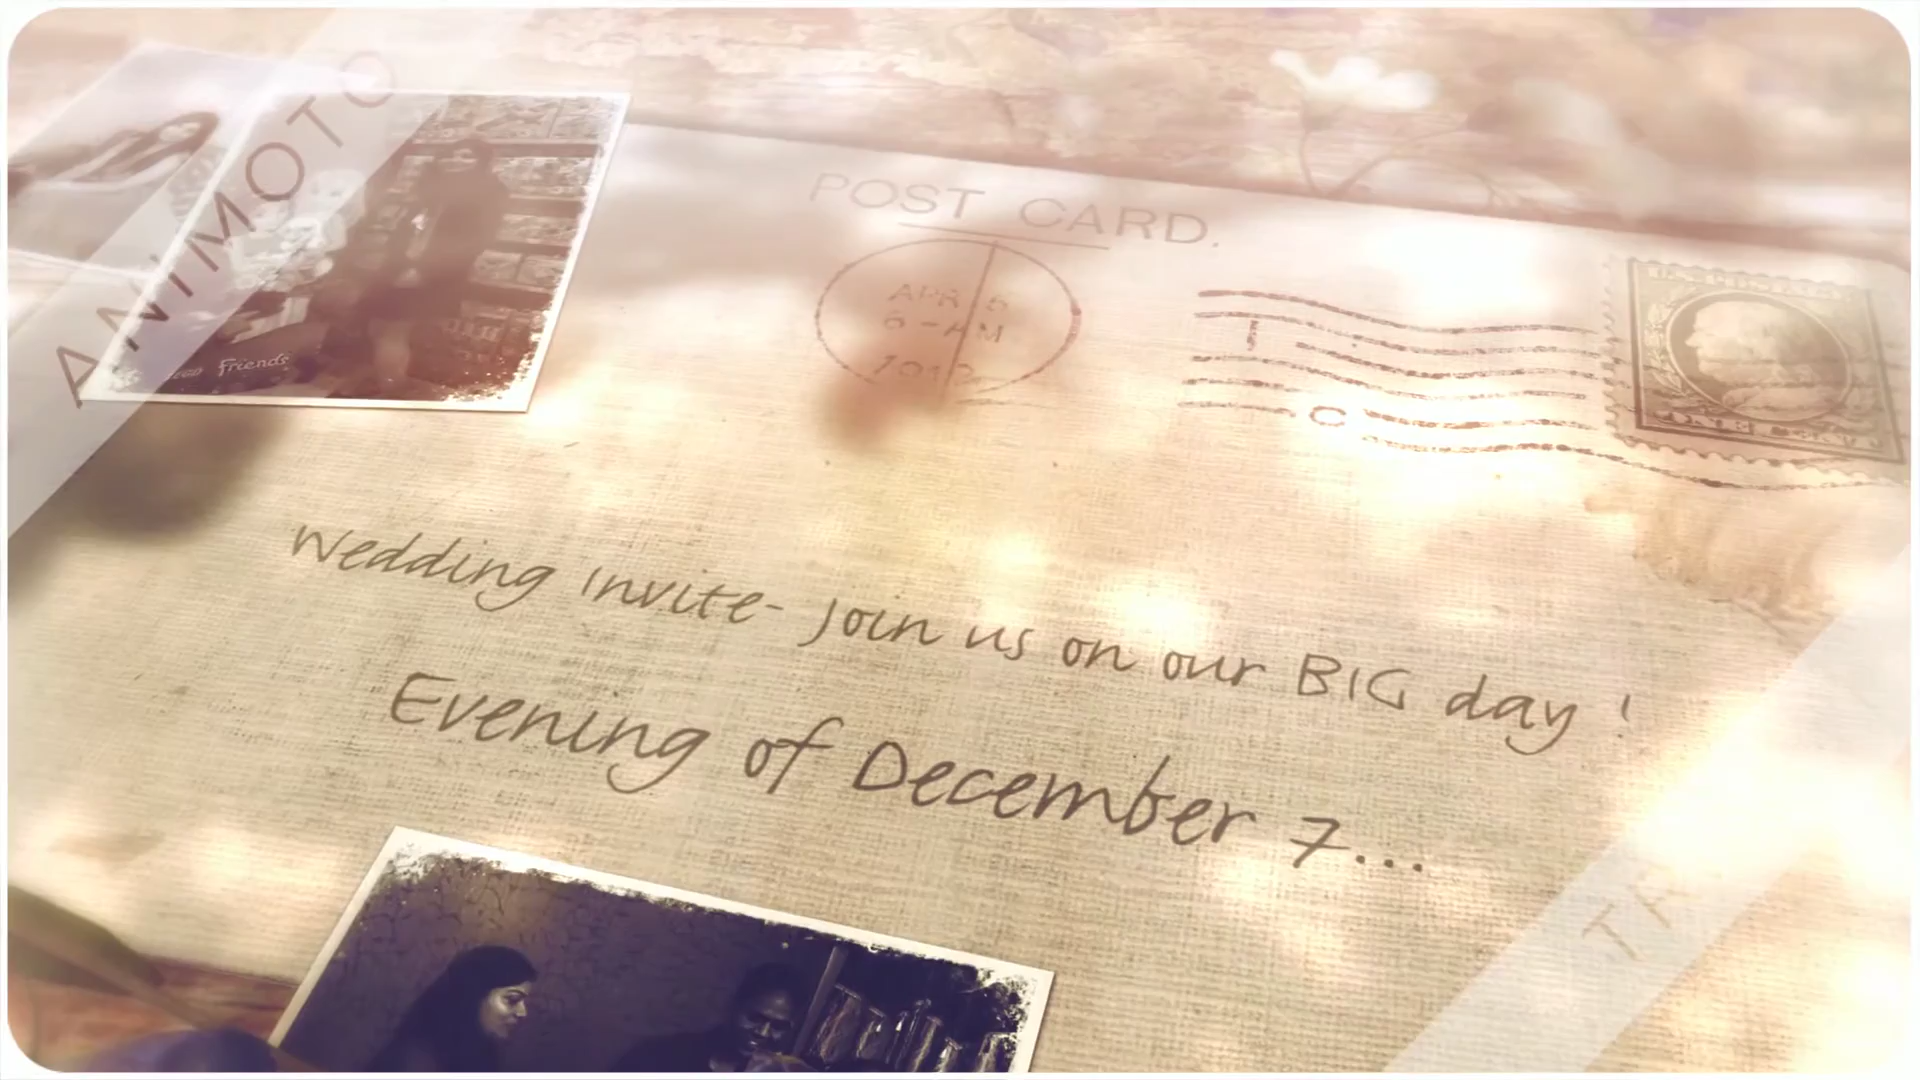 ANIMOTO
POST CARD.
APR 5
6-AM
Friends
Wedding invite- Join us on our BIG day !
Evening of December 7...
TA